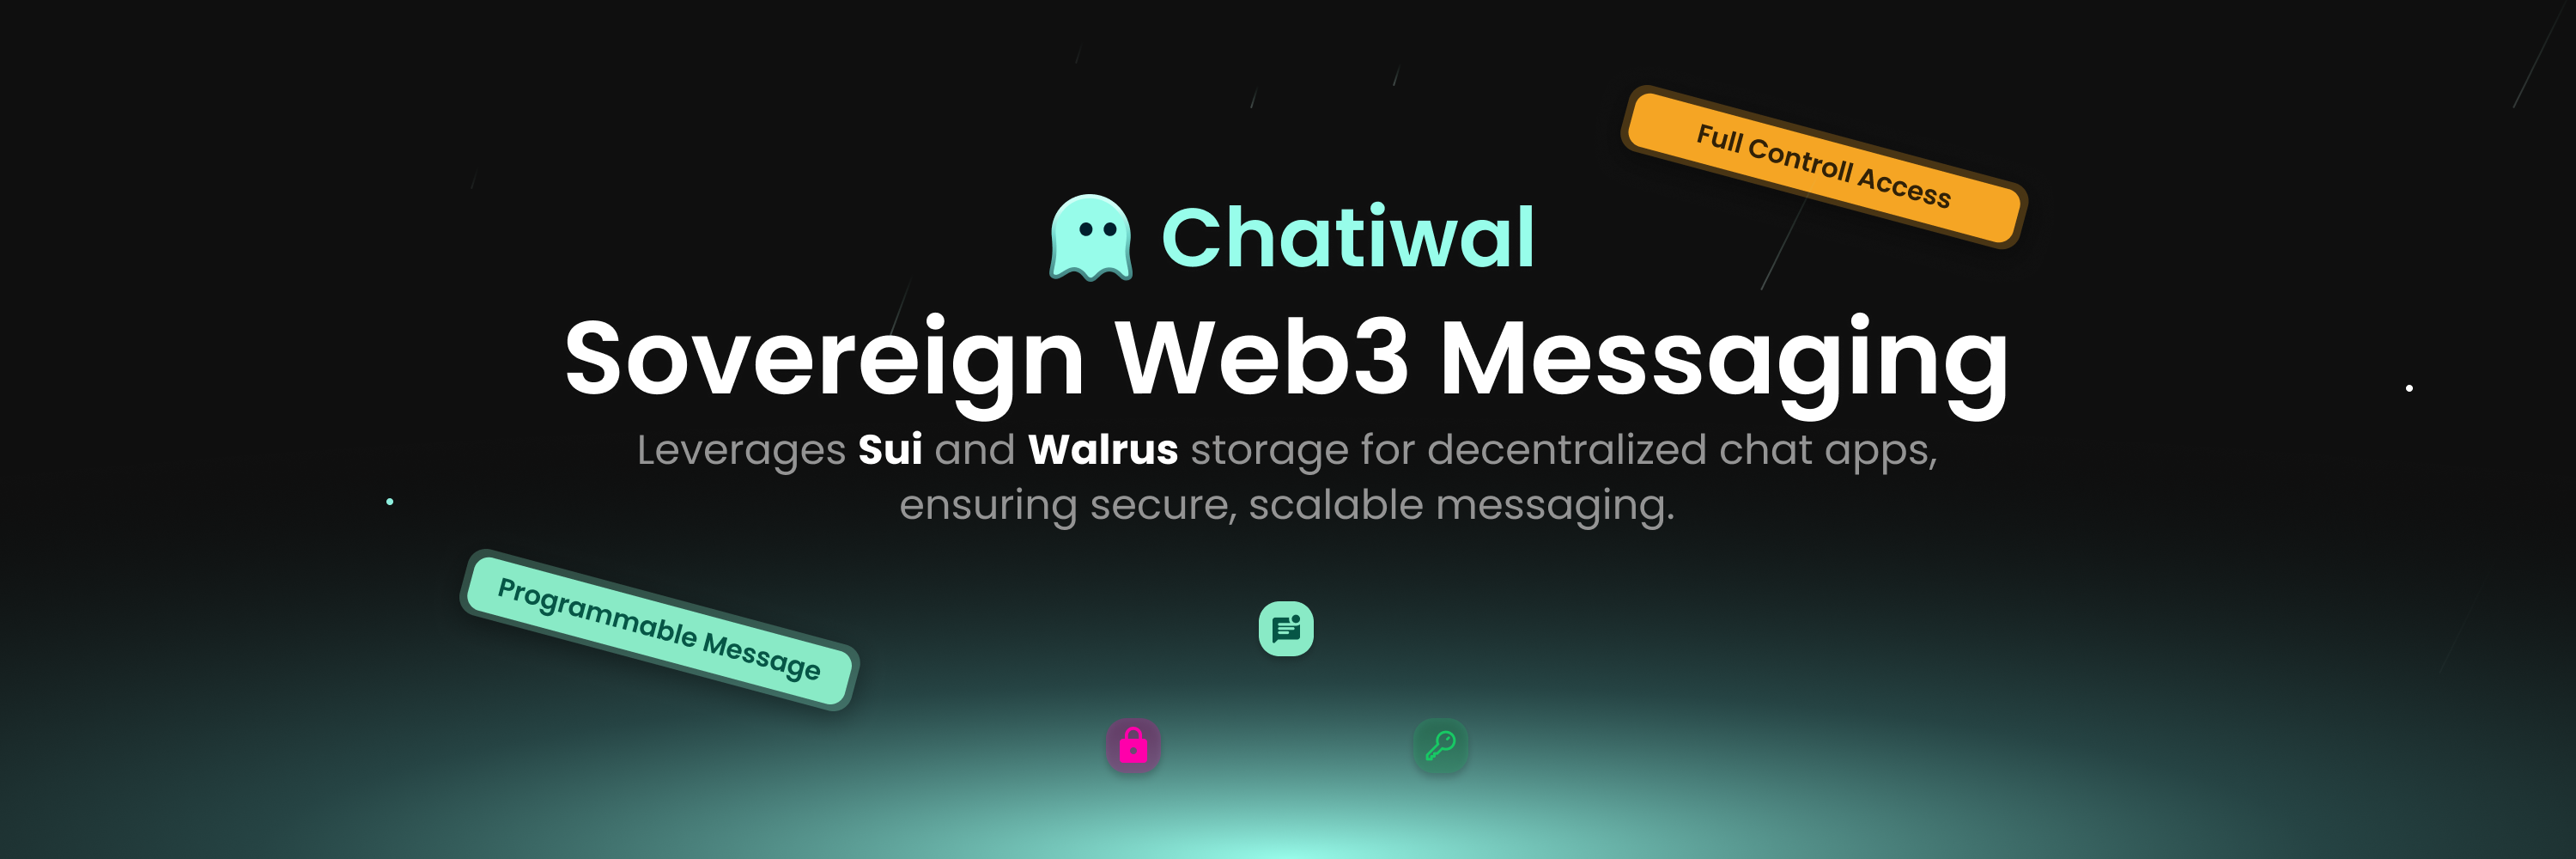 Full Controll Access
Chatiwal
Sovereign Web3 Messaging
Leverages Sui and Walrus storage for decentralized chat apps,
ensuring secure, scalable messaging.
Programmable Message